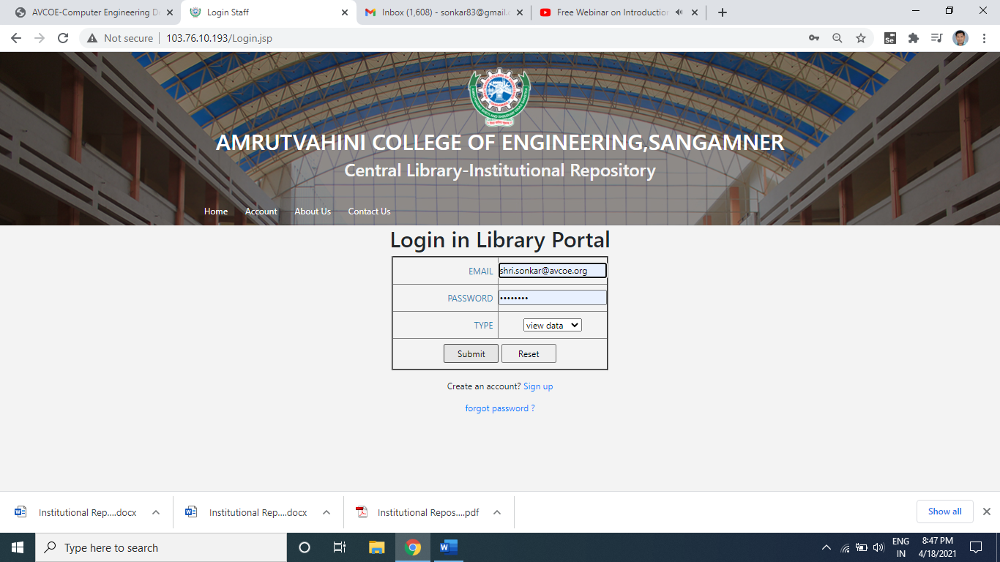 AVCOE-Computer Engineering D
Login Staff
Inbox (1,608) - sonkar83@gmail.
Free Webinar on Introduction
Not secure
103.76.10.193/Login.jsp
Se
AMRUTVAHINI COLLEGE OF ENGINEERING,SANGAMNER
Central Library-Institutional Repository
Home Account About Us Contact Us
Login in Library Portal
EMAIL shri.sonkar@avcoe.org
PASSWORD ••••••••
TYPE view data
Submit Reset
Create an account? Sign up
forgot password ?
Institutional Rep....docx
Institutional Rep....docx
Institutional Repos....pdf
Show all
Type here to search
ENG
IN
8:47 PM
4/18/2021